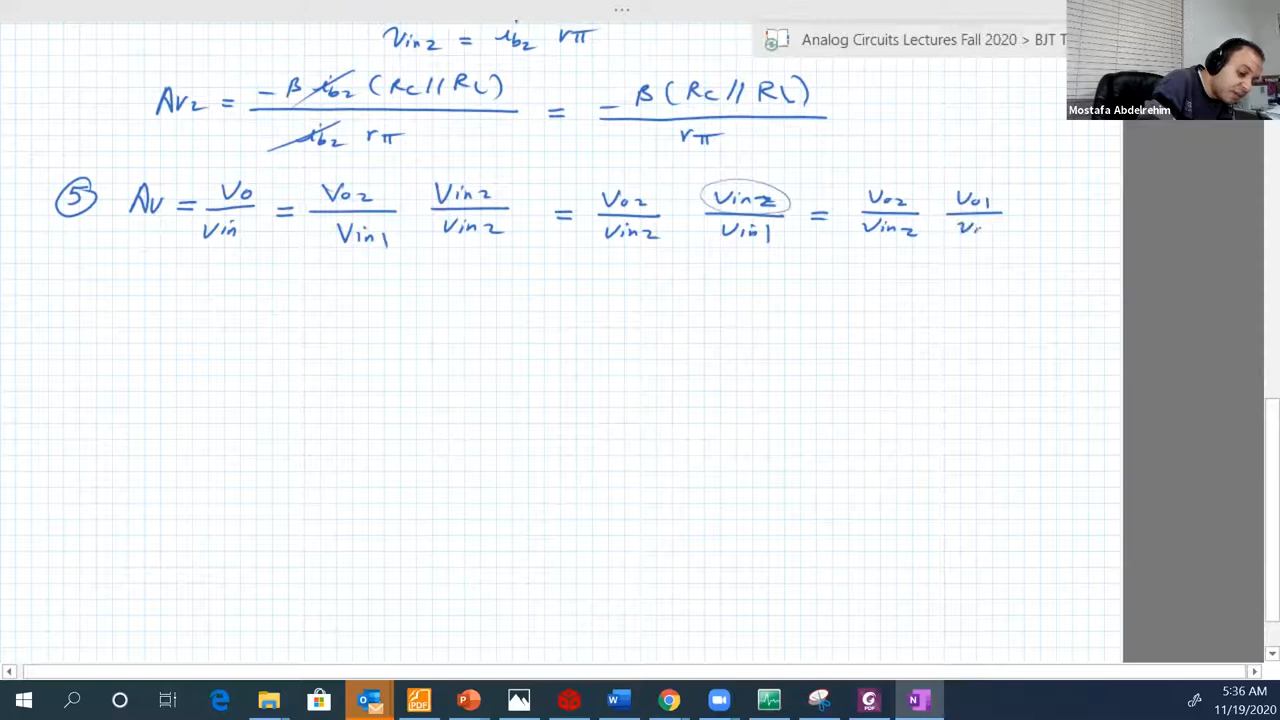 ...
Vin2 = ib2 rπ
Analog Circuits Lectures Fall 2020 > BJT T
Mostafa Abdelrehim
Av2 = - β ib2 (Rc // RL) / ib2 rπ = - β (Rc // RL) / rπ
5 Av = Vo / Vin = Vo2 / Vin1 Vin2 / Vin2 = Vo2 / Vin2 Vin2 / Vin1 = Vo2 / Vin2 Vo1 / Vi
5:36 AM
11/19/2020